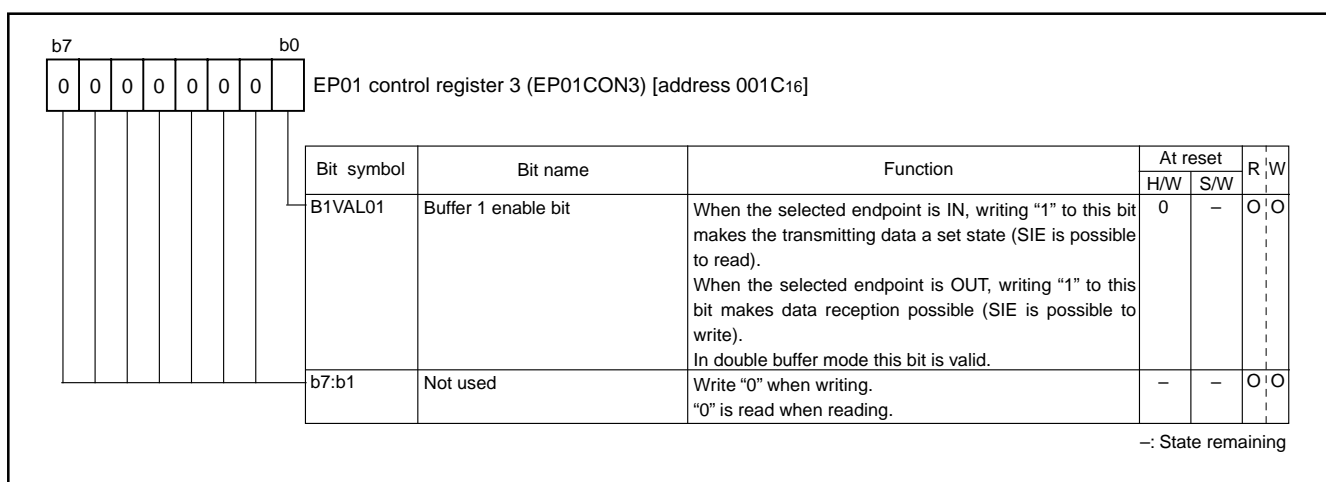 b7 b0
0 0 0 0 0 0 0 EP01 control register 3 (EP01CON3) [address 001C16]
Bit symbol Bit name Function At reset R W
H/W S/W
B1VAL01 Buffer 1 enable bit When the selected endpoint is IN, writing “1” to this bit 0 – O O
makes the transmitting data a set state (SIE is possible
to read).
When the selected endpoint is OUT, writing “1” to this
bit makes data reception possible (SIE is possible to
write).
In double buffer mode this bit is valid.
b7:b1 Not used Write “0” when writing. – – O O
“0” is read when reading.
–: State remaining